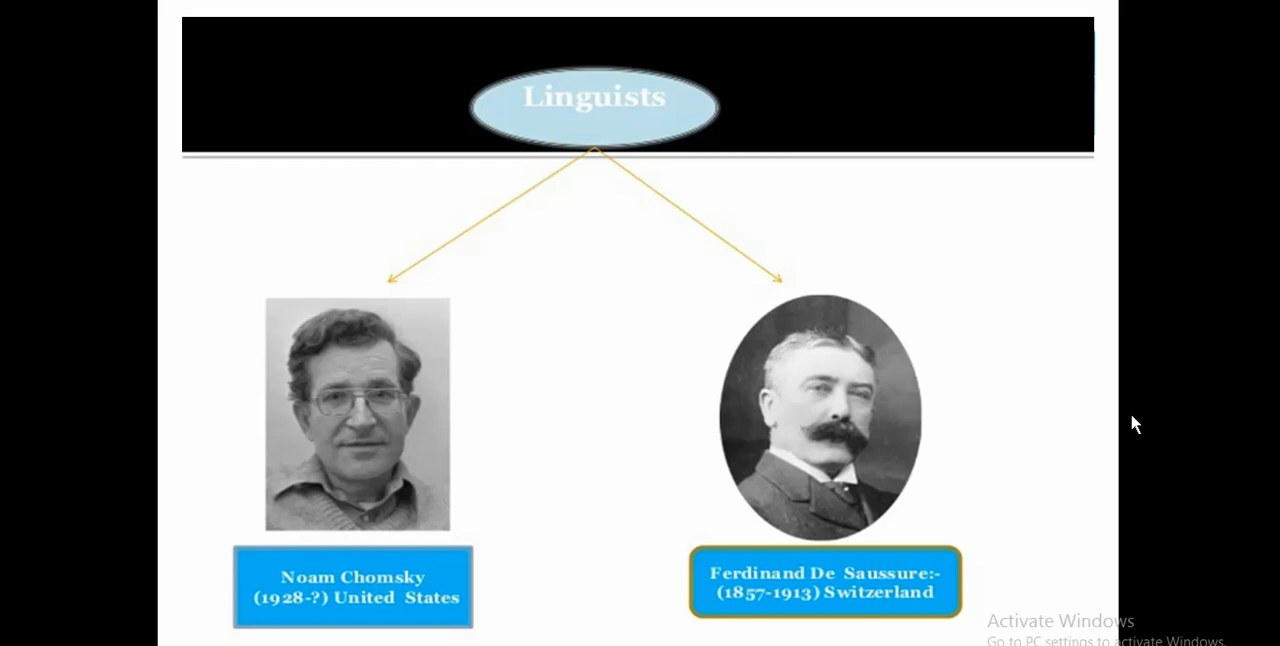 Linguists
Noam Chomsky
(1928-?) United States
Ferdinand De Saussure:-
(1857-1913) Switzerland
Activate Windows
Go to PC settings to activate Windows.